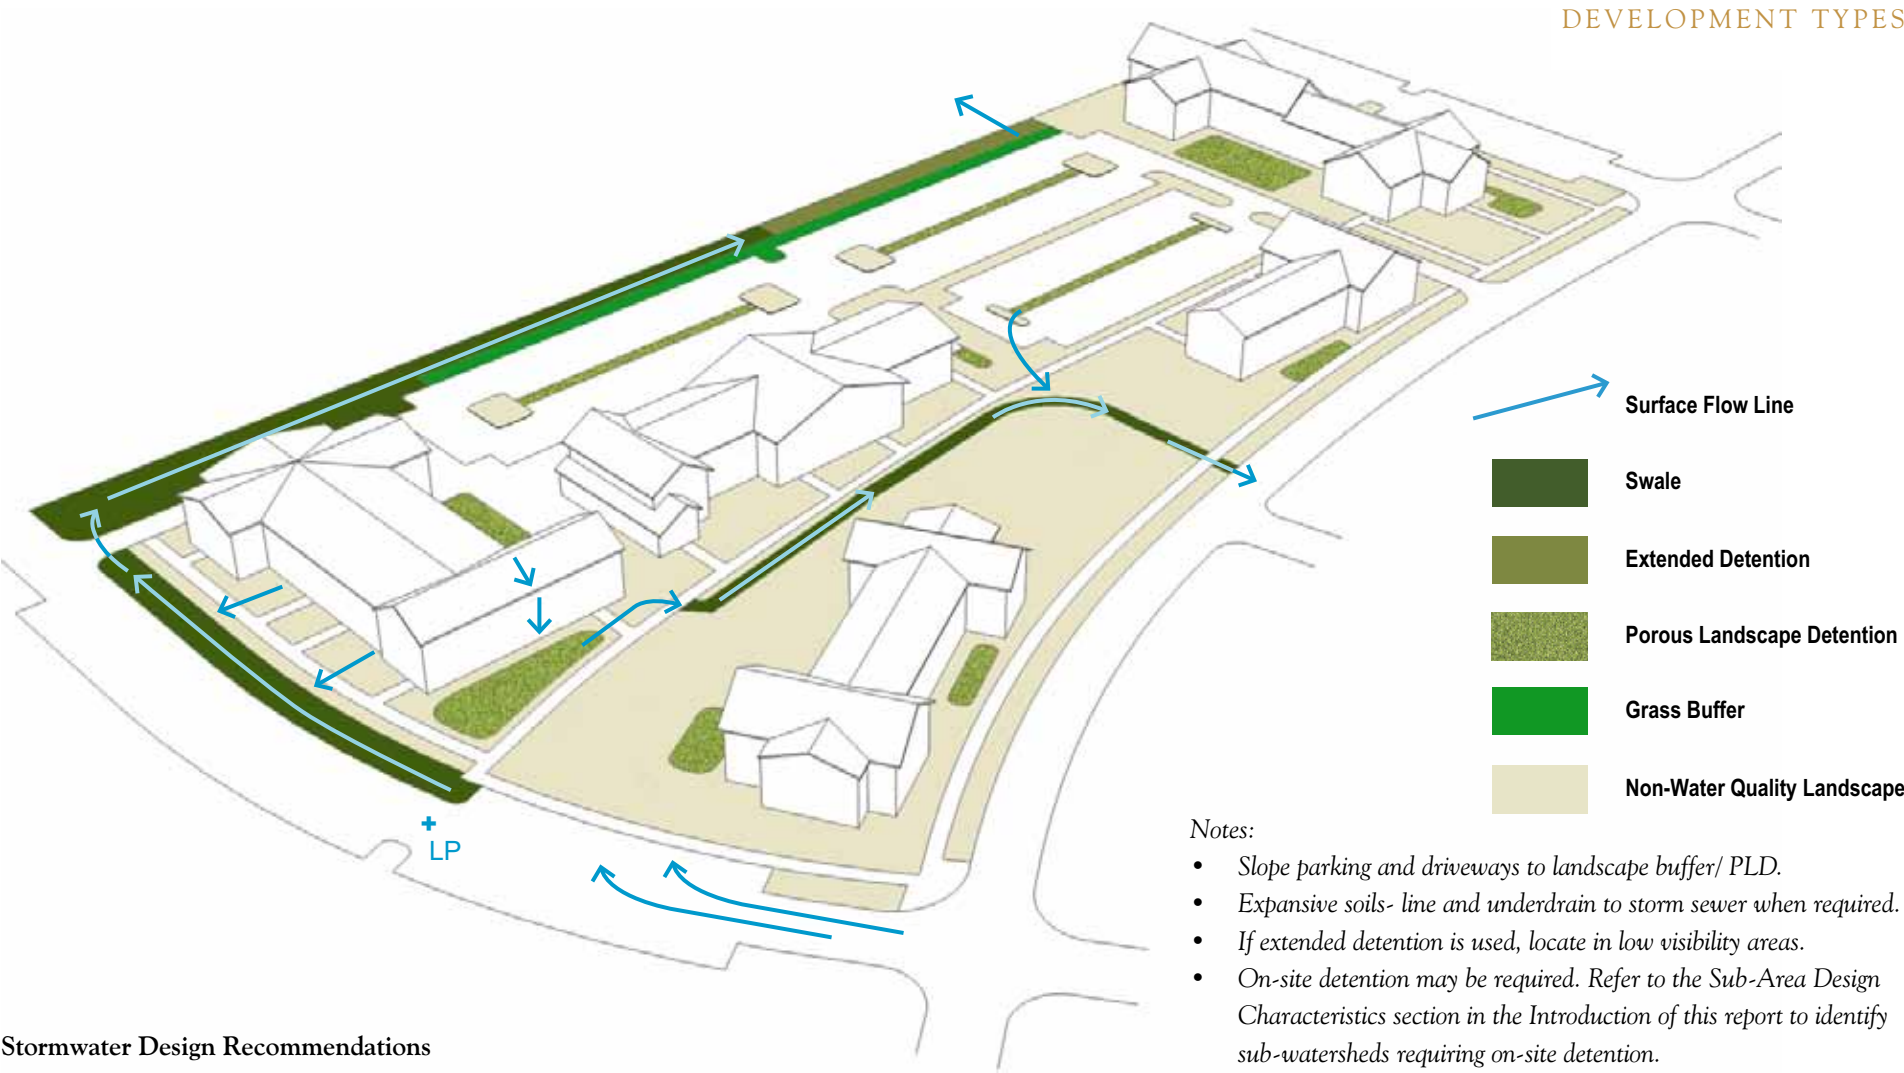 DEVELOPMENT TYPES
Surface Flow Line
Swale
Extended Detention
Porous Landscape Detention
Grass Buffer
Non-Water Quality Landscape
+
LP
Notes:
• Slope parking and driveways to landscape buffer/ PLD.
• Expansive soils- line and underdrain to storm sewer when required.
• If extended detention is used, locate in low visibility areas.
• On-site detention may be required. Refer to the Sub-Area Design
Characteristics section in the Introduction of this report to identify
sub-watersheds requiring on-site detention.
Stormwater Design Recommendations